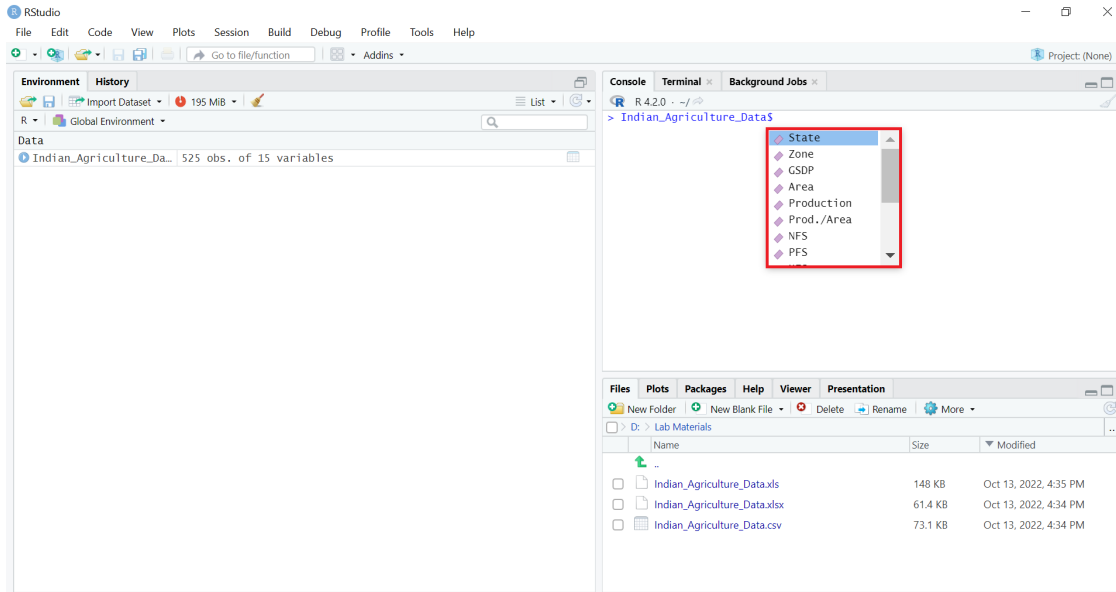 RStudio
File Edit Code View Plots Session Build Debug Profile Tools Help
Go to file/function Addins Project: (None)
Environment History
Import Dataset 195 MiB List
R Global Environment
Data
Indian_Agriculture_Da… 525 obs. of 15 variables
Console Terminal Background Jobs
R 4.2.0 · ~/
> Indian_Agriculture_Data$
State
Zone
GSDP
Area
Production
Prod./Area
NFS
PFS
Files Plots Packages Help Viewer Presentation
New Folder New Blank File Delete Rename More
D: Lab Materials
Name Size Modified
..
Indian_Agriculture_Data.xls 148 KB Oct 13, 2022, 4:35 PM
Indian_Agriculture_Data.xlsx 61.4 KB Oct 13, 2022, 4:34 PM
Indian_Agriculture_Data.csv 73.1 KB Oct 13, 2022, 4:34 PM